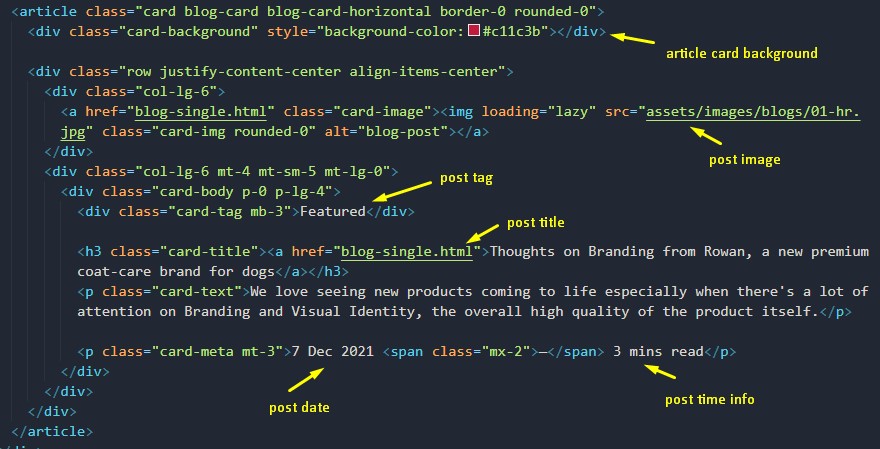 <article class="card blog-card blog-card-horizontal border-0 rounded-0">
<div class="card-background" style="background-color:#c11c3b"></div>
article card background
<div class="row justify-content-center align-items-center">
<div class="col-lg-6">
<a href="blog-single.html" class="card-image"><img loading="lazy" src="assets/images/blogs/01-hr.
jpg" class="card-img rounded-0" alt="blog-post"></a>
</div>
post image
<div class="col-lg-6 mt-4 mt-sm-5 mt-lg-0">
post tag
<div class="card-body p-0 p-lg-4">
<div class="card-tag mb-3">Featured</div>
post title
<h3 class="card-title"><a href="blog-single.html">Thoughts on Branding from Rowan, a new premium
coat-care brand for dogs</a></h3>
<p class="card-text">We love seeing new products coming to life especially when there's a lot of
attention on Branding and Visual Identity, the overall high quality of the product itself.</p>
<p class="card-meta mt-3">7 Dec 2021 <span class="mx-2">—</span> 3 mins read</p>
</div>
</div>
post date
post time info
</div>
</article>